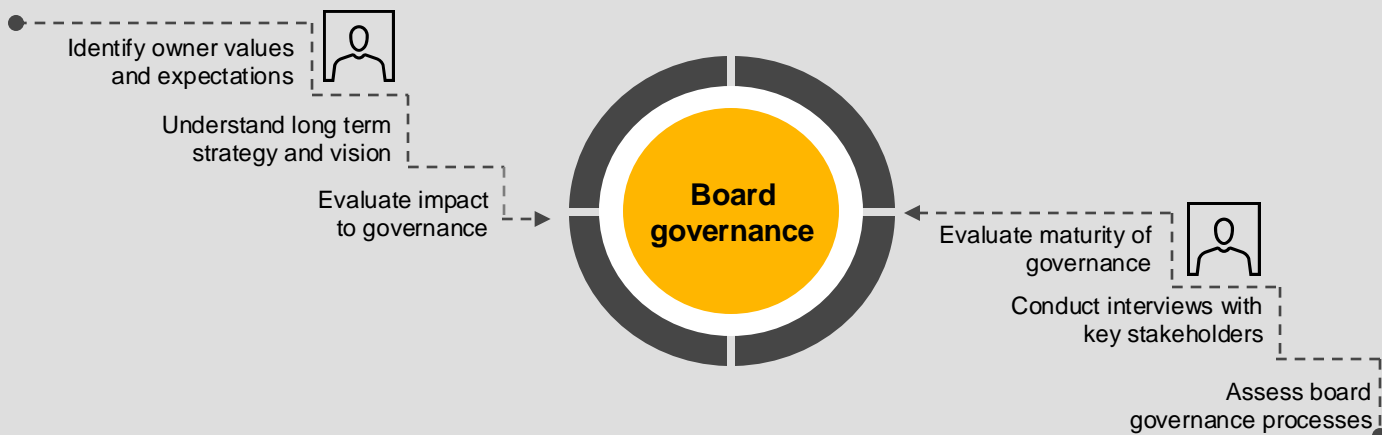 Identify owner values
and expectations
Understand long term
strategy and vision
Evaluate impact
to governance
Board
governance
Evaluate maturity of
governance
Conduct interviews with
key stakeholders
Assess board
governance processes